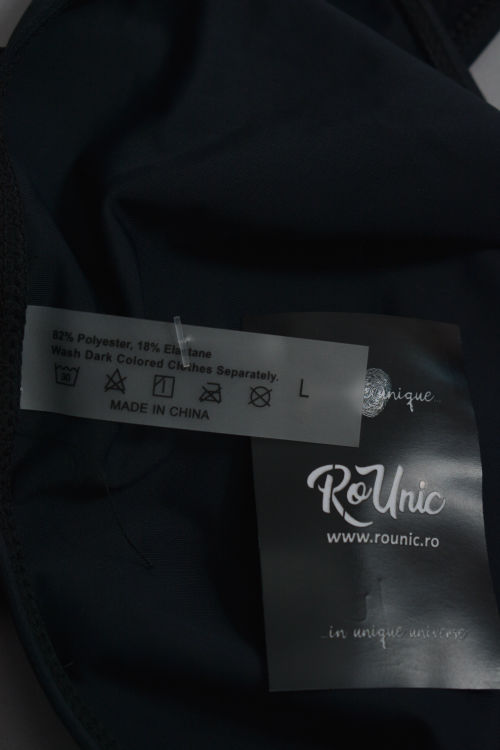 82% Polyester, 18% Elastane
Wash Dark Colored Clothes Separately.
30
L
MADE IN CHINA
unique
RoUnic
www.rounic.ro
...in unique universe